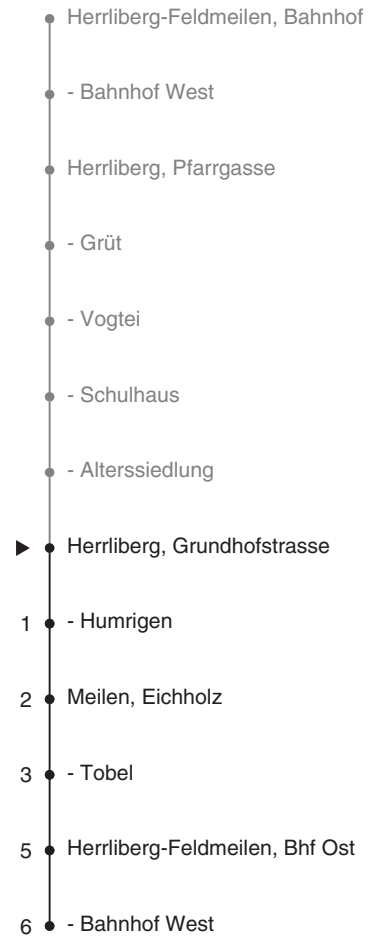 Herrliberg-Feldmeilen, Bahnhof
- Bahnhof West
Herrliberg, Pfarrgasse
- Grüt
- Vogtei
- Schulhaus
- Alterssiedlung
Herrliberg, Grundhofstrasse
1 - Humrigen
2 Meilen, Eichholz
3 - Tobel
5 Herrliberg-Feldmeilen, Bhf Ost
6 - Bahnhof West